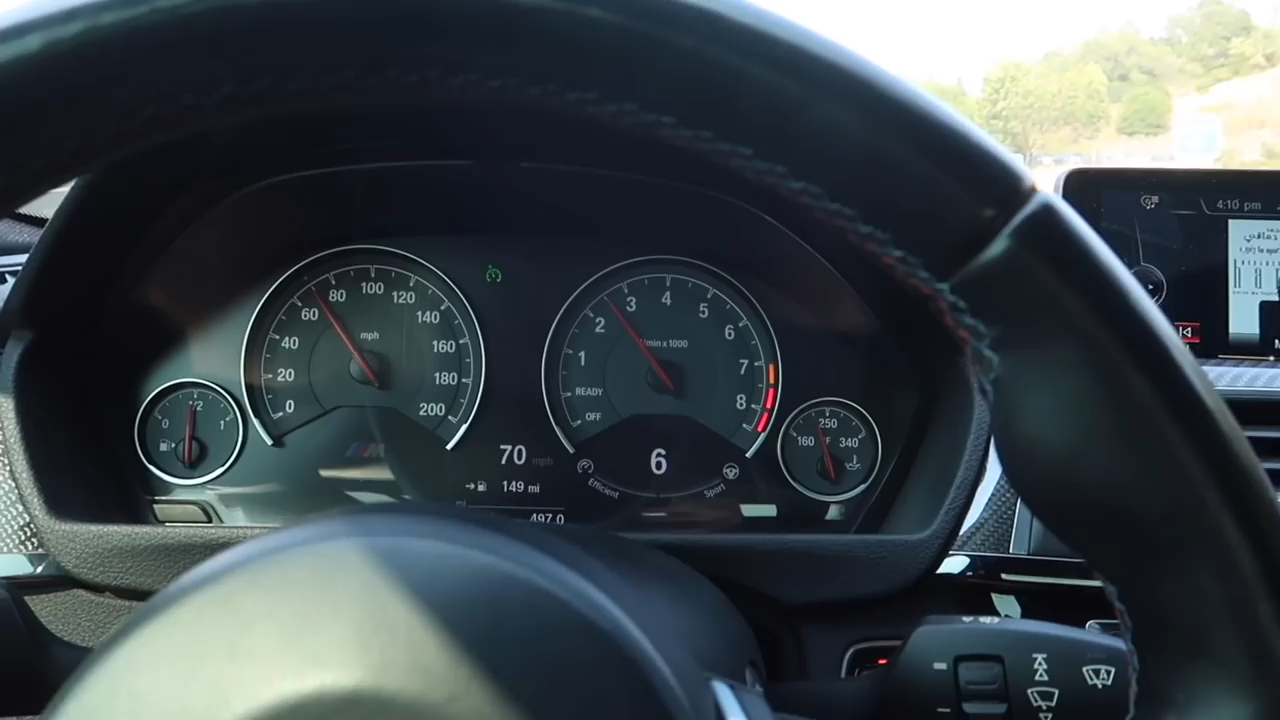 0
20
40
60
80
100
120
140
160
180
200
mph
0
1/2
1
M
70 mph
149 mi
mi
497.0
OFF
READY
1
2
3
4
5
6
7
8
1/min x 1000
6
Efficient
Sport
160
250
340
°F
4:10 pm
A